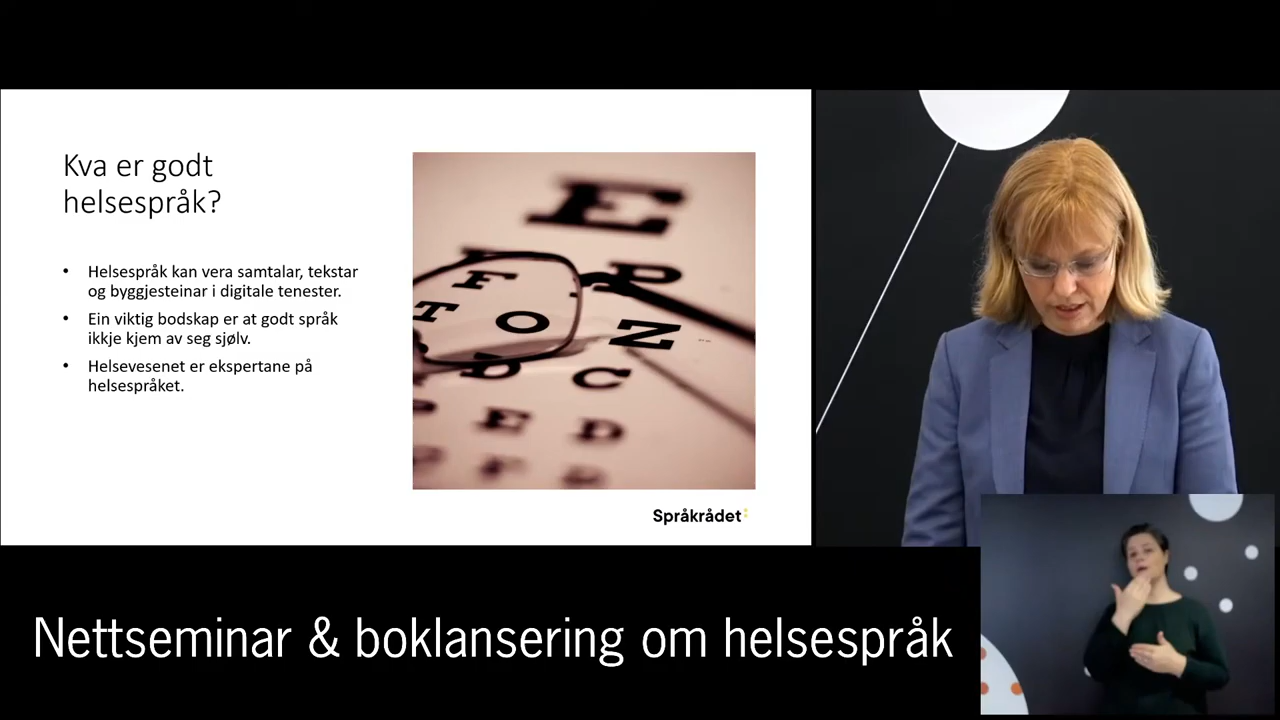 Kva er godt
helsespråk?
• Helsespråk kan vera samtalar, tekstar
og byggjesteinar i digitale tenester.
• Ein viktig bodskap er at godt språk
ikkje kjem av seg sjølv.
• Helsevesenet er ekspertane på
helsespråket.
E
F P
T O Z
C
E D
Språkrådet
Nettseminar & boklansering om helsespråk